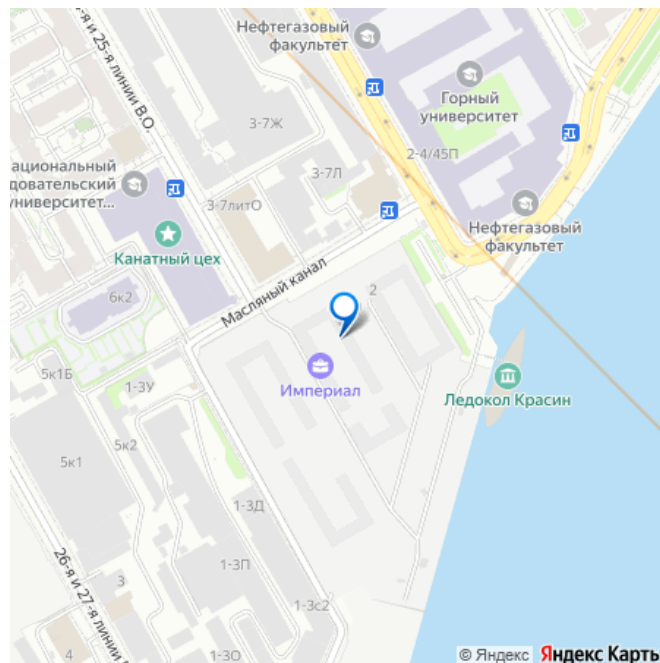 Нефтегазовый
факультет
25-я линии В.О.
Горный
университет
3-7Ж
2-4/45П
3-7Л
ациональный
довательский
университет...
3-7литО
Нефтегазовый
факультет
Канатный цех
Масляный канал
6к2
2
5к1Б
1-3У
Империал
Ледокол Красин
5к2
5к1
1-3Д
26-я и 27-я линии
1-3П
3
1-3с2
4
1-3О
© Яндекс Яндекс Карты